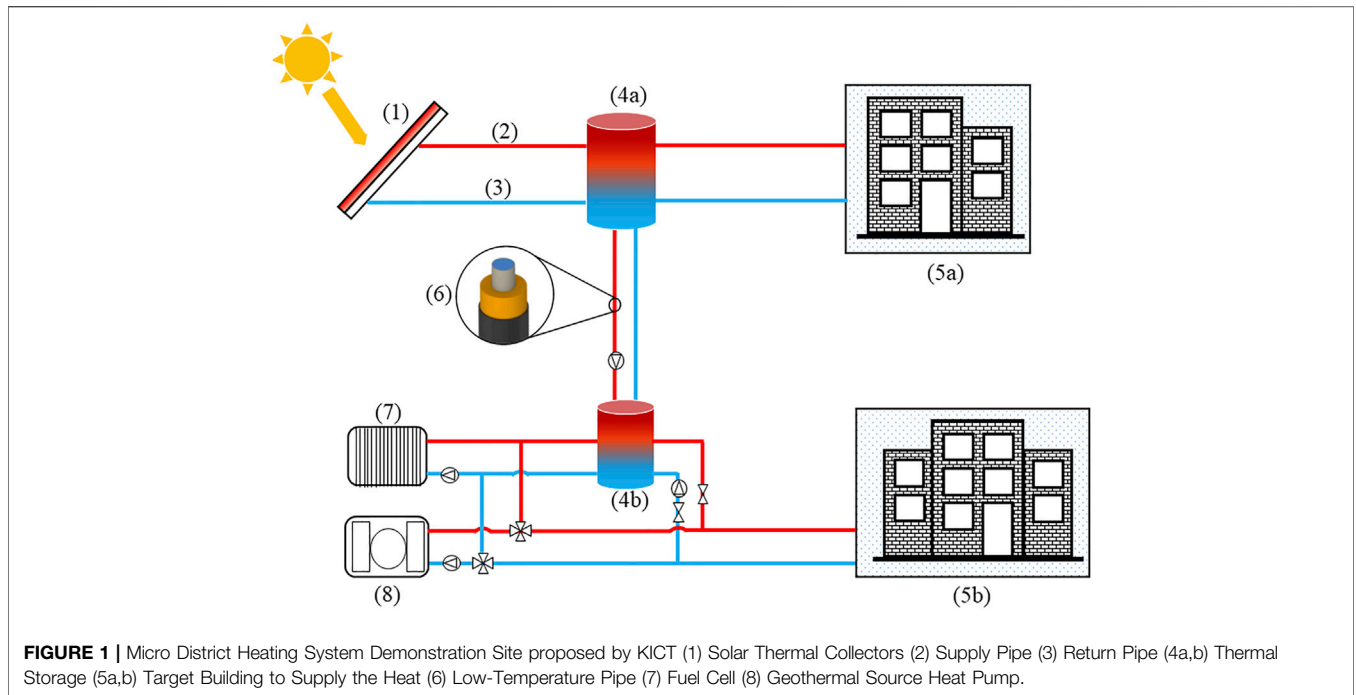 (1)
(2)
(4a)
(3)
(5a)
(6)
(7)
(4b)
(8)
(5b)
FIGURE 1 | Micro District Heating System Demonstration Site proposed by KICT (1) Solar Thermal Collectors (2) Supply Pipe (3) Return Pipe (4a,b) Thermal
Storage (5a,b) Target Building to Supply the Heat (6) Low-Temperature Pipe (7) Fuel Cell (8) Geothermal Source Heat Pump.